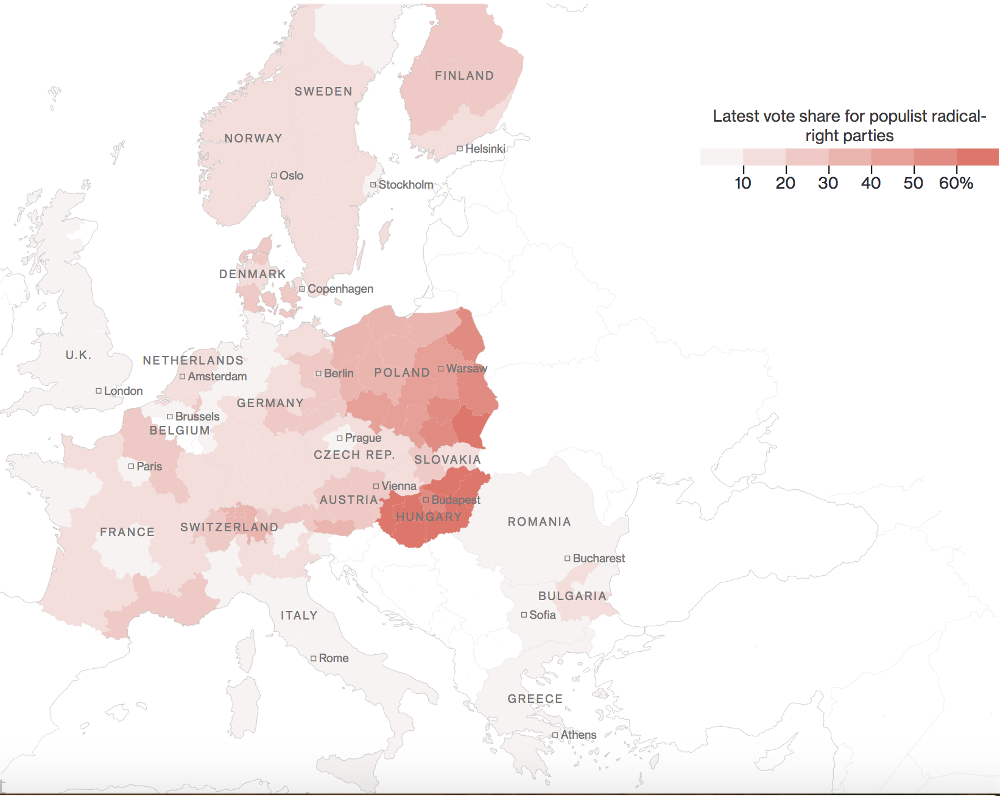 FINLAND
SWEDEN
Latest vote share for populist radical-
right parties
NORWAY
Helsinki
Oslo
Stockholm
10 20 30 40 50 60%
DENMARK
Copenhagen
U.K.
NETHERLANDS
Amsterdam
Berlin
POLAND
Warsaw
London
GERMANY
Brussels
BELGIUM
Prague
CZECH REP.
SLOVAKIA
Paris
Vienna
AUSTRIA
Budapest
HUNGARY
ROMANIA
FRANCE
SWITZERLAND
Bucharest
BULGARIA
ITALY
Sofia
Rome
GREECE
Athens
t